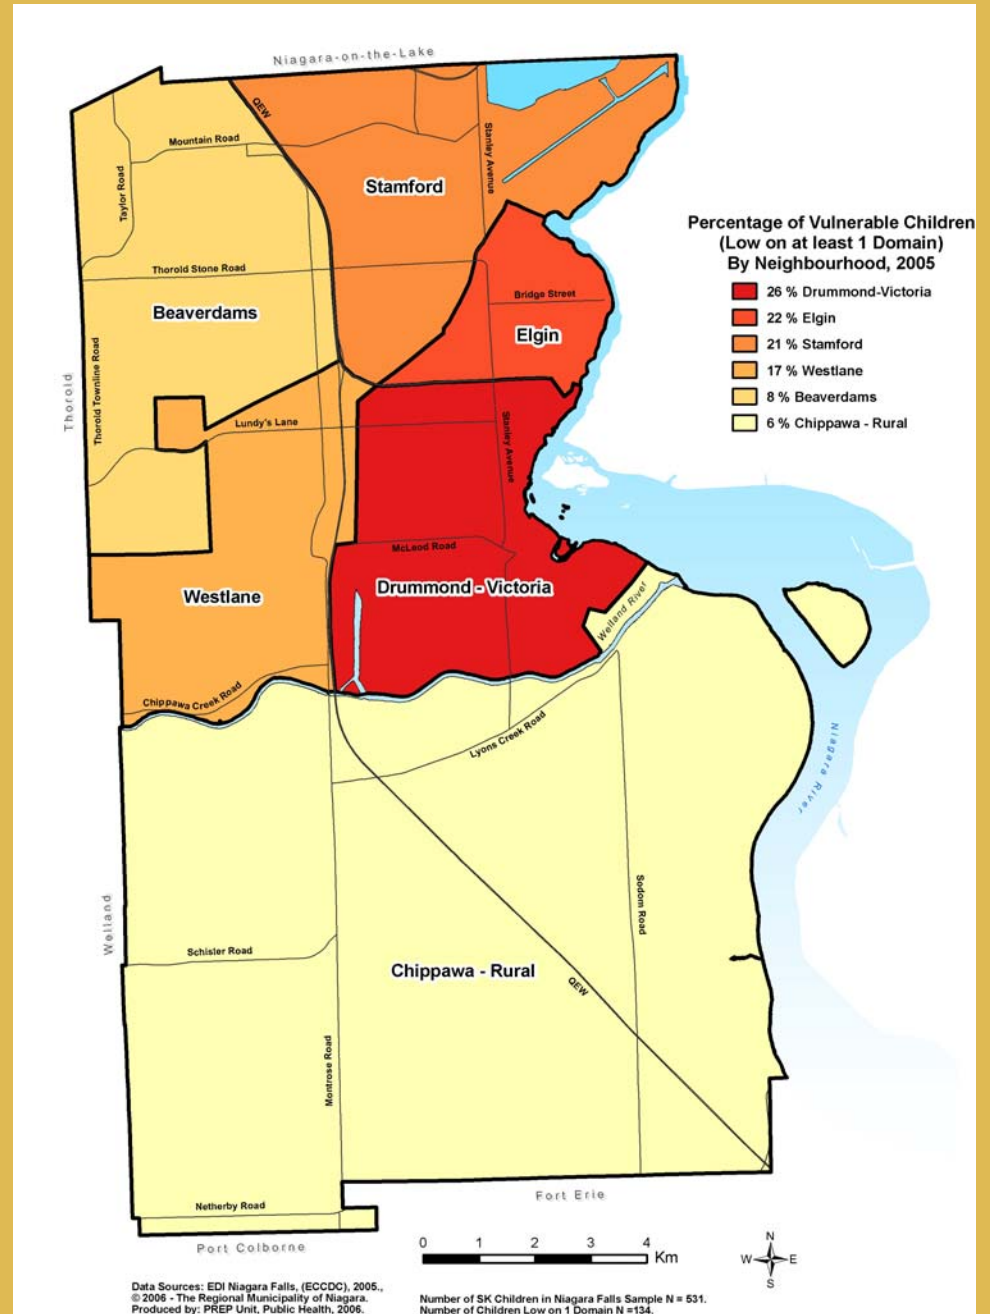 Niagara-on-the-Lake
QEW
Mountain Road
Stanley Avenue
Taylor Road
Stamford
Percentage of Vulnerable Children
(Low on at least 1 Domain)
By Neighbourhood, 2005
26 % Drummond-Victoria
22 % Elgin
21 % Stamford
17 % Westlane
8 % Beaverdams
6 % Chippawa - Rural
Thorold Stone Road
Bridge Street
Beaverdams
Elgin
Thorold
Thorold Townline Road
Lundy's Lane
Stanley Avenue
McLeod Road
Westlane
Drummond - Victoria
Welland River
Chippawa Creek Road
Lyons Creek Road
Niagara River
Welland
Sodom Road
Schisler Road
Chippawa - Rural
QEW
Montrose Road
Netherby Road
Fort Erie
Port Colborne
0 1 2 3 4
Km
N
W E
S
Data Sources: EDI Niagara Falls, (ECCDC), 2005.,
© 2006 - The Regional Municipality of Niagara.
Produced by: PREP Unit, Public Health, 2006.
Number of SK Children in Niagara Falls Sample N = 531.
Number of Children Low on 1 Domain N =134.